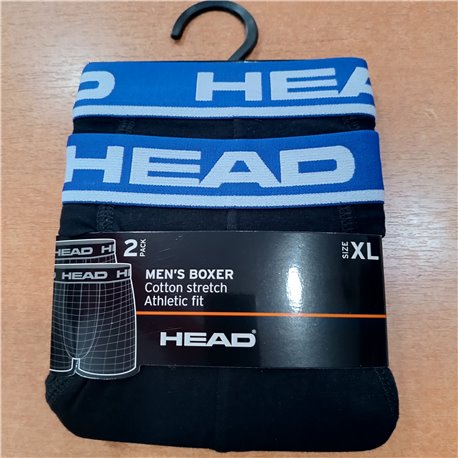 HEAD
HEAD
2 PACK
SIZE XL
HEAD
HEAD
MEN'S BOXER
Cotton stretch
Athletic fit
HEAD®